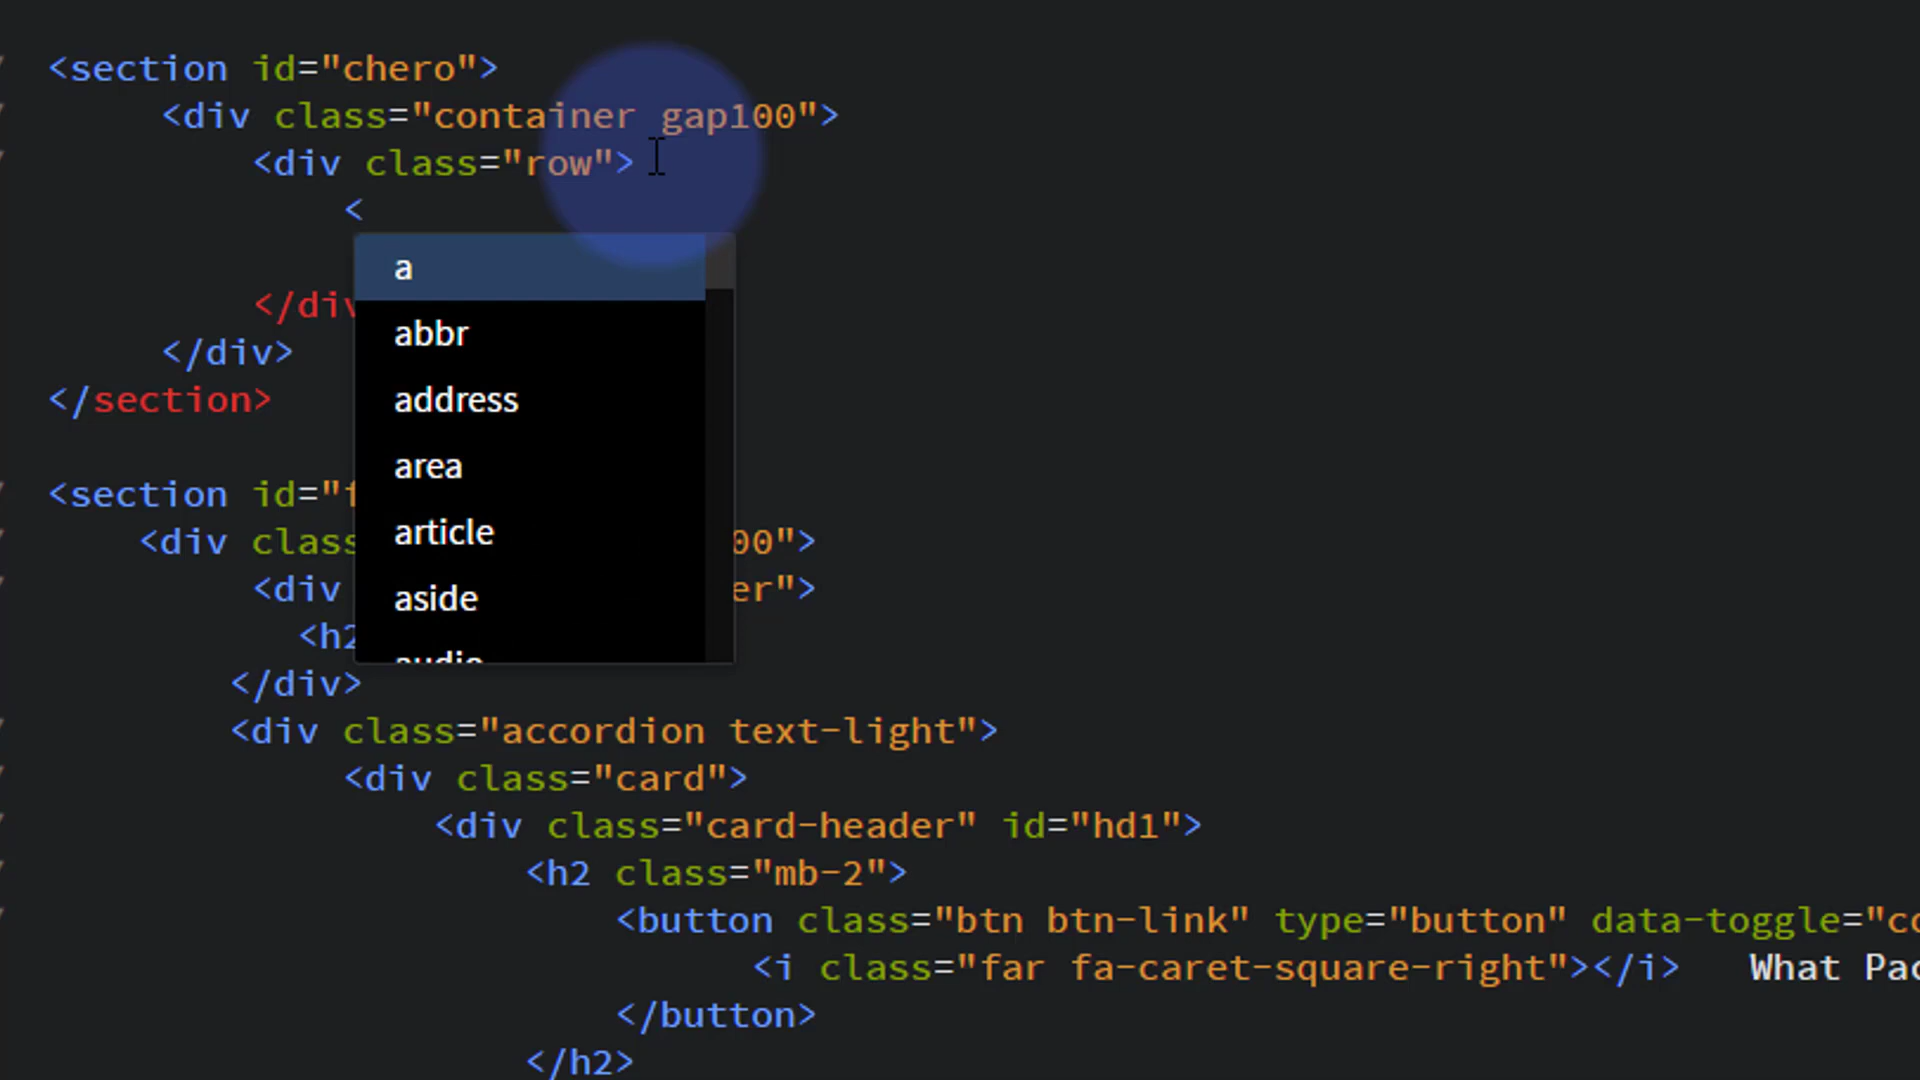 <section id="chero">
<div class="container gap100">
<div class="row">
<
a
abbr
address
area
article
aside
audio
</div
</div>
</section>
<section id="f
<div class 00">
<div er">
<h2
</div>
<div class="accordion text-light">
<div class="card">
<div class="card-header" id="hd1">
<h2 class="mb-2">
<button class="btn btn-link" type="button" data-toggle="co
<i class="far fa-caret-square-right"></i> What Pac
</button>
</h2>